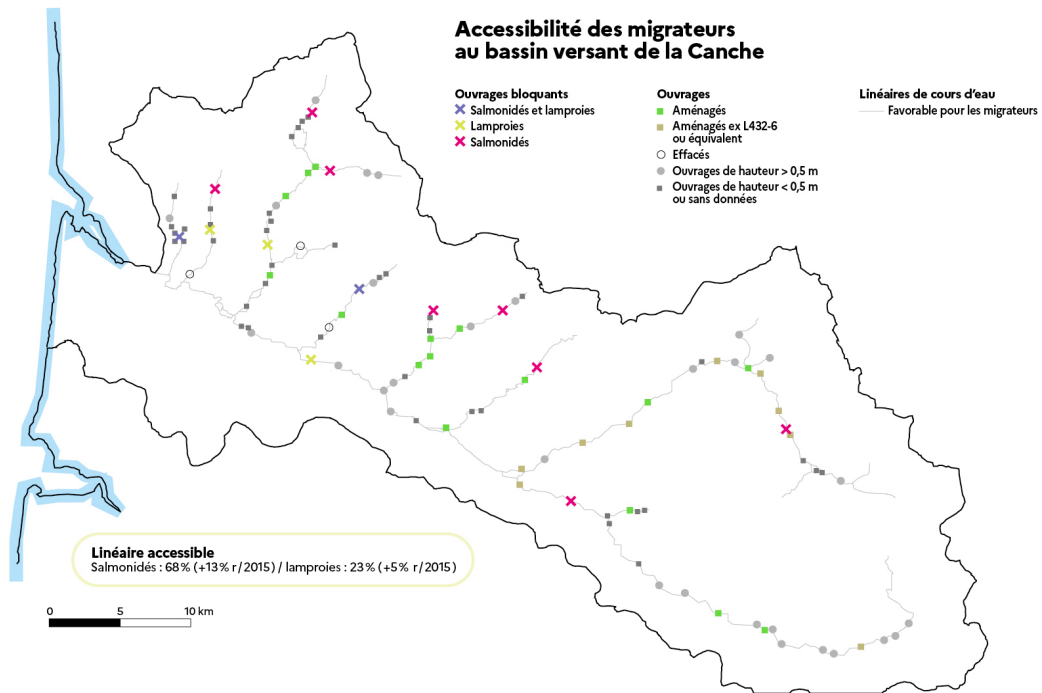 Accessibilité des migrateurs
au bassin versant de la Canche
Ouvrages bloquants
Salmonidés et lamproies
Lamproies
Salmonidés
Ouvrages
Aménagés
Aménagés ex L432-6
ou équivalent
Effacés
Ouvrages de hauteur > 0,5 m
Ouvrages de hauteur < 0,5 m
ou sans données
Linéaires de cours d'eau
Favorable pour les migrateurs
Linéaire accessible
Salmonidés : 68 % (+13 % r/2015) / lamproies : 23 % (+5 % r/2015)
0 5 10 km